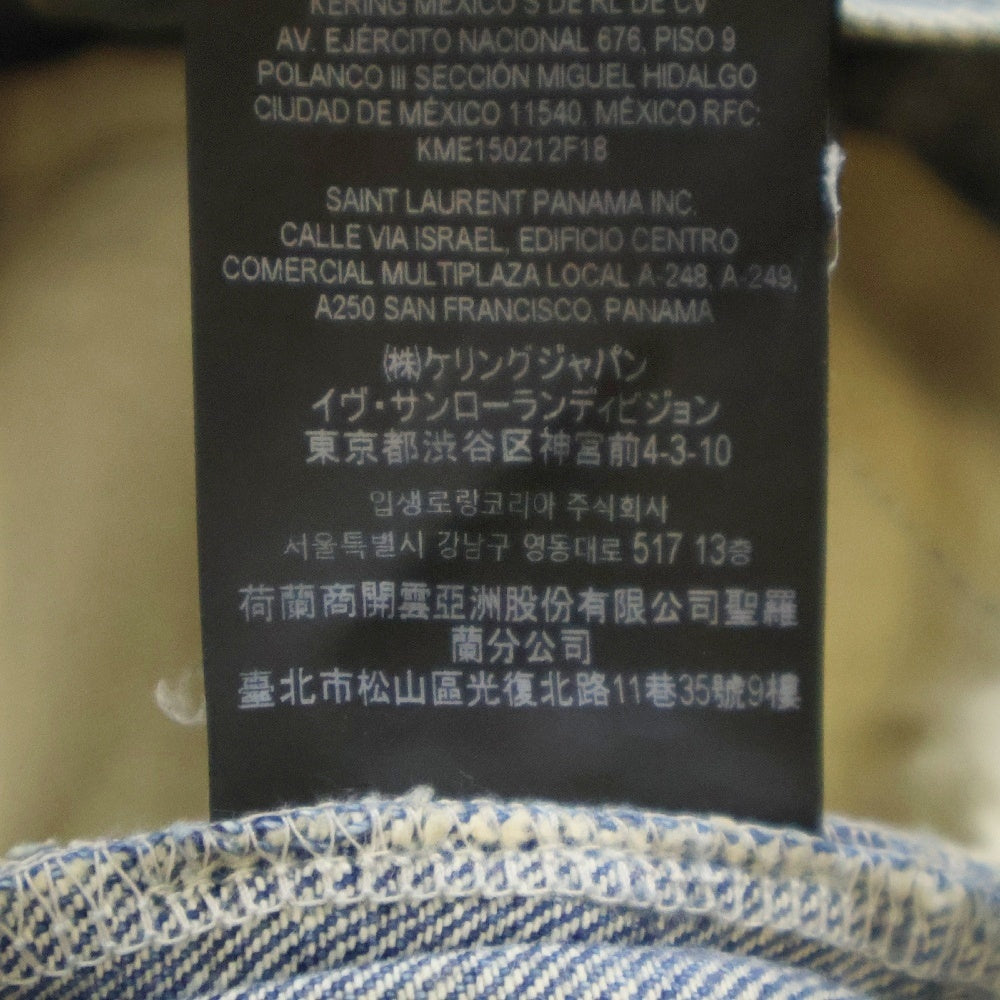 KERING MEXICO S DE RL DE CV
AV. EJÉRCITO NACIONAL 676, PISO 9
POLANCO III SECCIÓN MIGUEL HIDALGO
CIUDAD DE MÉXICO 11540. MÉXICO RFC:
KME150212F18
SAINT LAURENT PANAMA INC.
CALLE VIA ISRAEL, EDIFICIO CENTRO
COMERCIAL MULTIPLAZA LOCAL A-248, A-249,
A250 SAN FRANCISCO. PANAMA
㈱ケリングジャパン
イヴ・サンローランディビジョン
東京都渋谷区神宮前4-3-10
입생로랑코리아 주식회사
서울특별시 강남구 영동대로 517 13층
荷蘭商開雲亞洲股份有限公司聖羅
蘭分公司
臺北市松山區光復北路11巷35號9樓